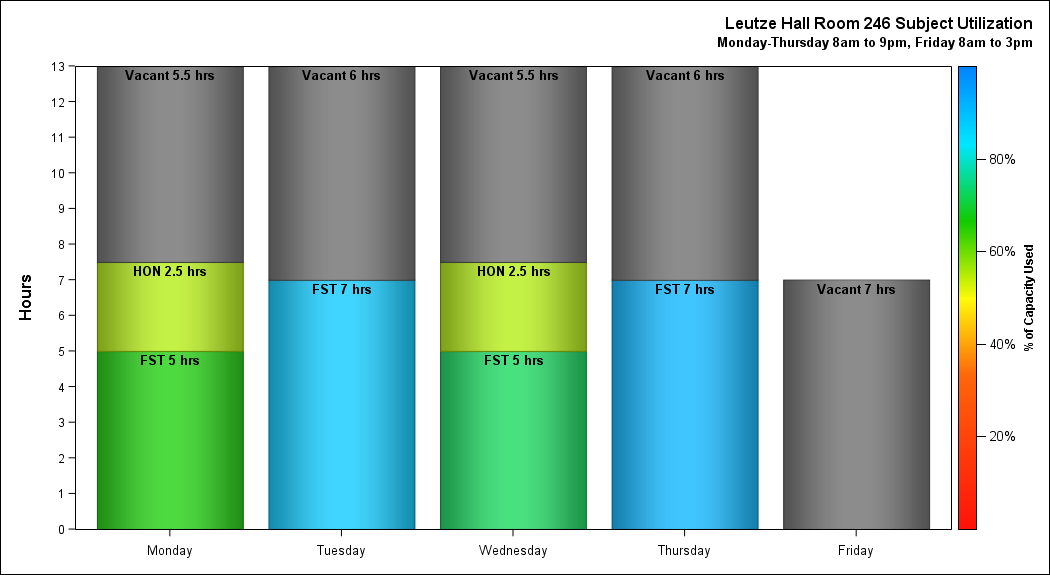 Leutze Hall Room 246 Subject Utilization
Monday-Thursday 8am to 9pm, Friday 8am to 3pm
Hours
13
12
11
10
9
8
7
6
5
4
3
2
1
0
Vacant 5.5 hrs
HON 2.5 hrs
FST 5 hrs
Vacant 6 hrs
FST 7 hrs
Vacant 5.5 hrs
HON 2.5 hrs
FST 5 hrs
Vacant 6 hrs
FST 7 hrs
Vacant 7 hrs
Monday
Tuesday
Wednesday
Thursday
Friday
80%
60%
40%
20%
% of Capacity Used